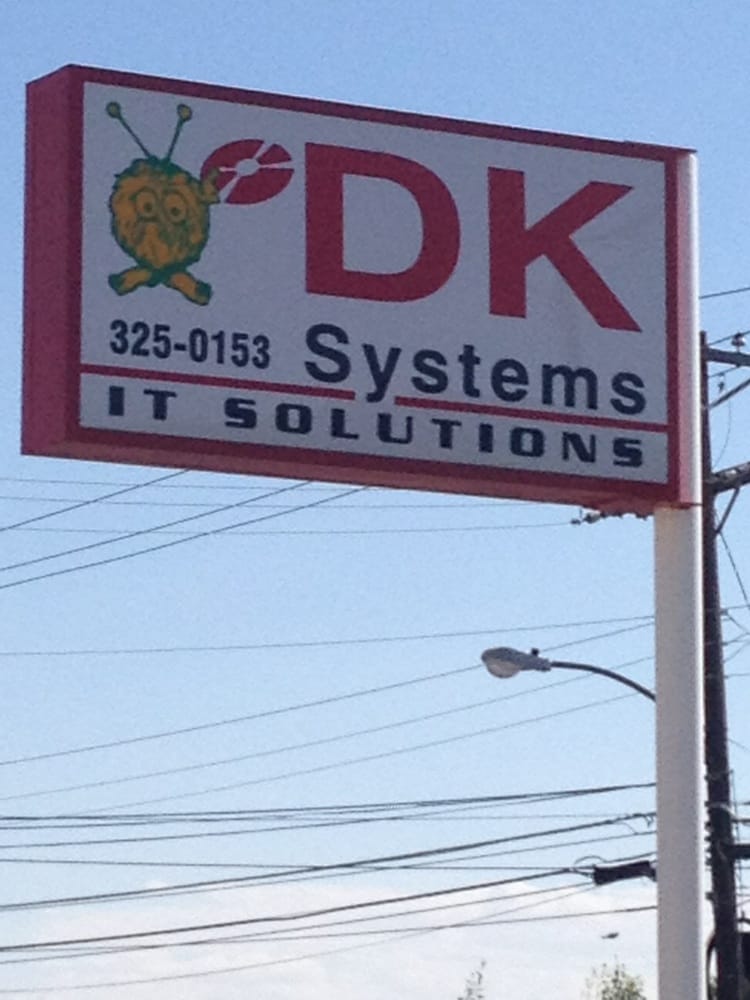 DK
325-0153 Systems
IT SOLUTIONS